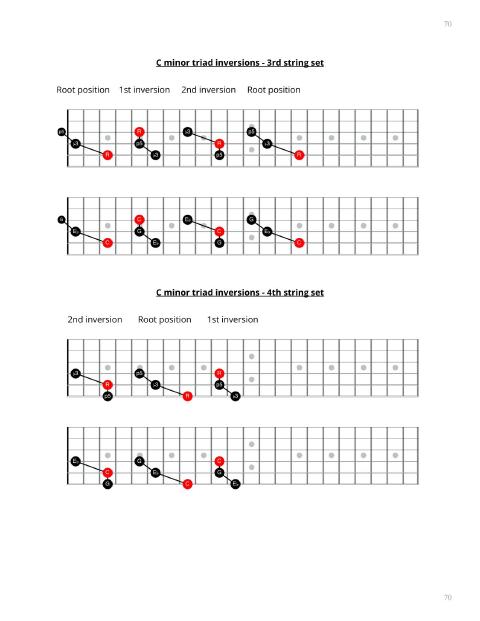 70
C minor triad inversions - 3rd string set
Root position 1st inversion 2nd inversion Root position
R p5 b3 R
b3 p5 R b3
R b3 p5 R
C G Eb C
Eb G C Eb
C Eb G C
C minor triad inversions - 4th string set
2nd inversion Root position 1st inversion
b3 p5 R
R b3 p5
p5 R b3
Eb G C
C Eb G
G C Eb
70